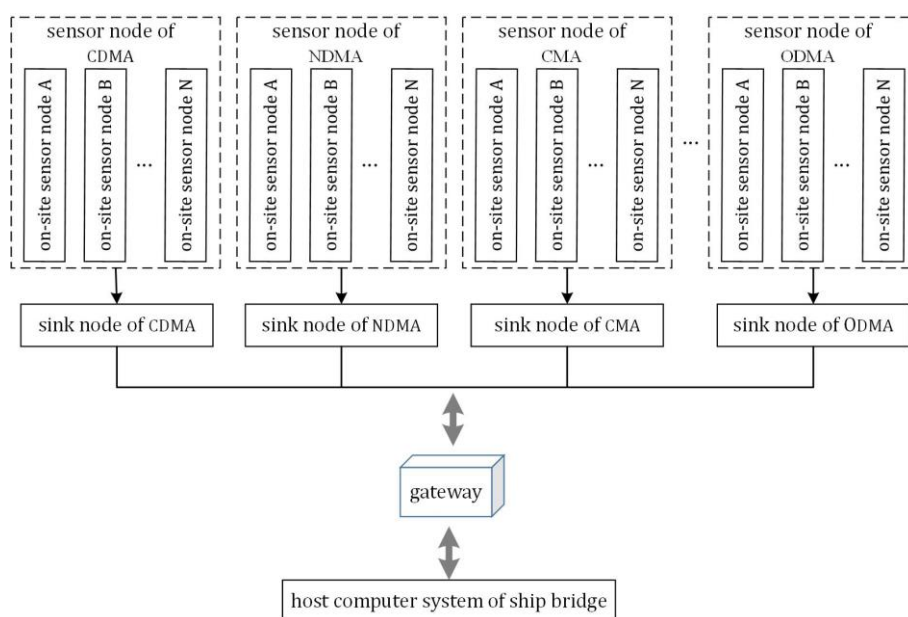 sensor node of
CDMA
on-site sensor node A
on-site sensor node B
...
on-site sensor node N
sensor node of
NDMA
on-site sensor node A
on-site sensor node B
...
on-site sensor node N
sensor node of
CMA
on-site sensor node A
on-site sensor node B
...
on-site sensor node N
...
sensor node of
ODMA
on-site sensor node A
on-site sensor node B
...
on-site sensor node N
sink node of CDMA
sink node of NDMA
sink node of CMA
sink node of ODMA
gateway
host computer system of ship bridge